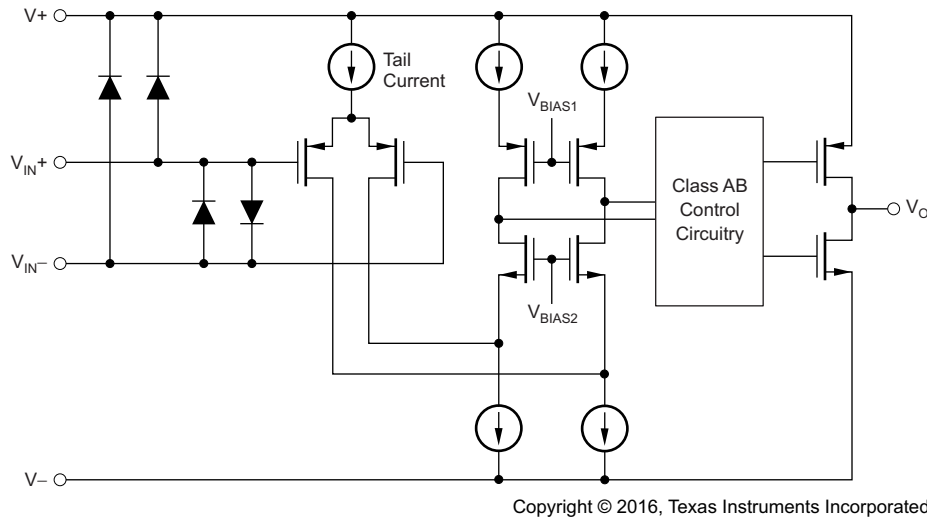 V+
Tail
Current
VBIAS1
VIN+
Class AB
Control
Circuitry
VO
VIN−
VBIAS2
V−
Copyright © 2016, Texas Instruments Incorporated